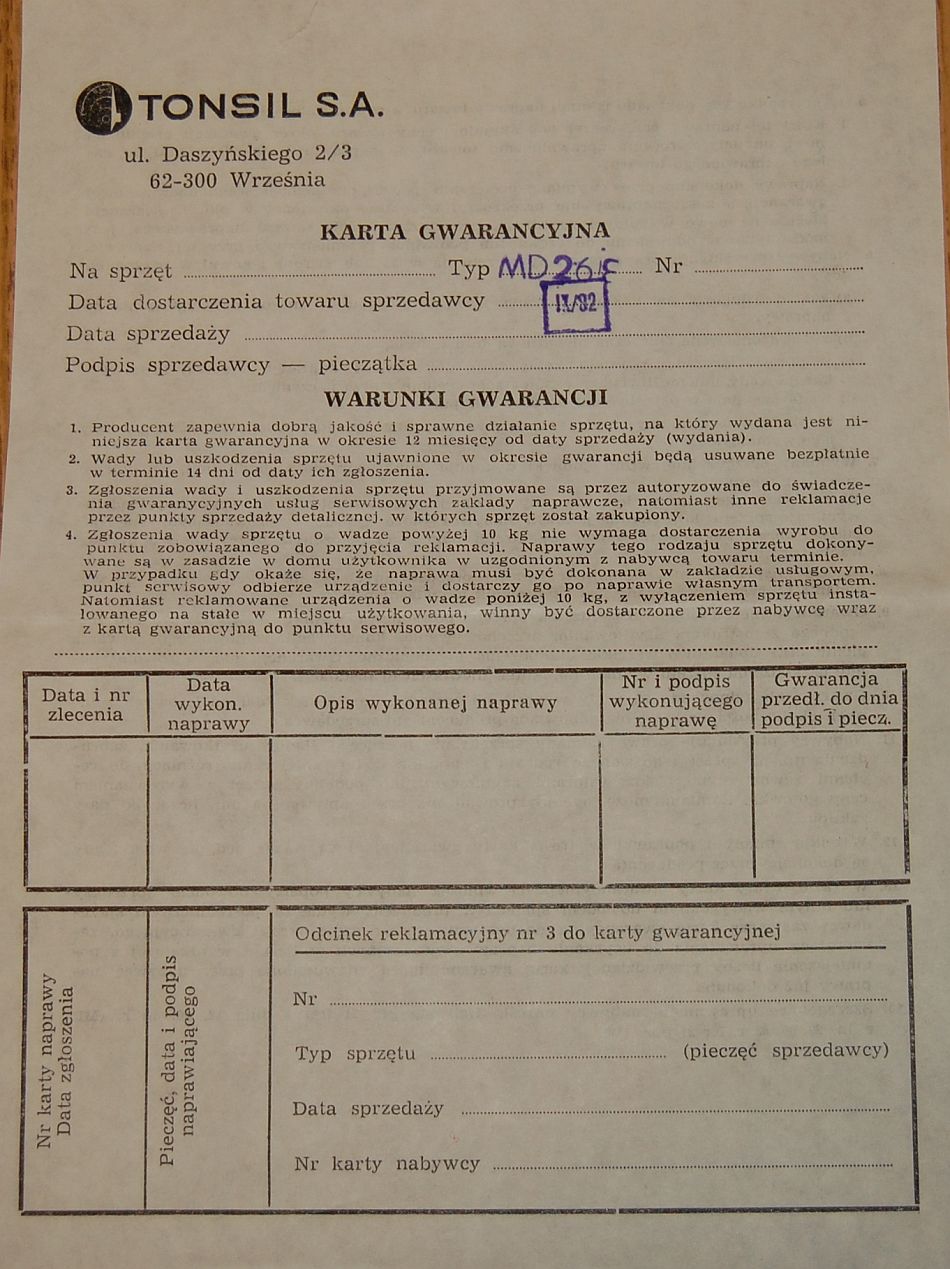 TONSIL S.A.
ul. Daszyńskiego 2/3
62-300 Września
KARTA GWARANCYJNA
Na sprzęt ........ Typ MD 26 ........ Nr ........
Data dostarczenia towaru sprzedawcy ........
Data sprzedaży ........
Podpis sprzedawcy — pieczątka ........
WARUNKI GWARANCJI
1. Producent zapewnia dobrą jakość i sprawne działanie sprzętu, na który wydana jest ni-
niejsza karta gwarancyjna w okresie 12 miesięcy od daty sprzedaży (wydania).
2. Wady lub uszkodzenia sprzętu ujawnione w okresie gwarancji będą usuwane bezpłatnie
w terminie 14 dni od daty ich zgłoszenia.
3. Zgłoszenia wady i uszkodzenia sprzętu przyjmowane są przez autoryzowane do świadcze-
nia gwaranycyjnych usług serwisowych zakłady naprawcze, natomiast inne reklamacje
przez punkty sprzedaży detalicznej. w których sprzęt został zakupiony.
4. Zgłoszenia wady sprzętu o wadze powyżej 10 kg nie wymaga dostarczenia wyrobu do
punktu zobowiązanego do przyjęcia reklamacji. Naprawy tego rodzaju sprzętu dokony-
wane są w zasadzie w domu użytkownika w uzgodnionym z nabywcą towaru terminie.
W przypadku gdy okaże się, że naprawa musi być dokonana w zakładzie usługowym,
punkt serwisowy odbierze urządzenie i dostarczy go po naprawie własnym transportem.
Natomiast reklamowane urządzenia o wadze poniżej 10 kg, z wyłączeniem sprzętu insta-
lowanego na stałe w miejscu użytkowania, winny być dostarczone przez nabywcę wraz
z kartą gwarancyjną do punktu serwisowego.
Data i nr zlecenia
Data wykon. naprawy
Opis wykonanej naprawy
Nr i podpis wykonującego naprawę
Gwarancja przedł. do dnia podpis i piecz.
Nr karty naprawy
Data zgłoszenia
Pieczęć, data i podpis
naprawiającego
Odcinek reklamacyjny nr 3 do karty gwarancyjnej
Nr ........
Typ sprzętu ........ (pieczęć sprzedawcy)
Data sprzedaży ........
Nr karty nabywcy ........